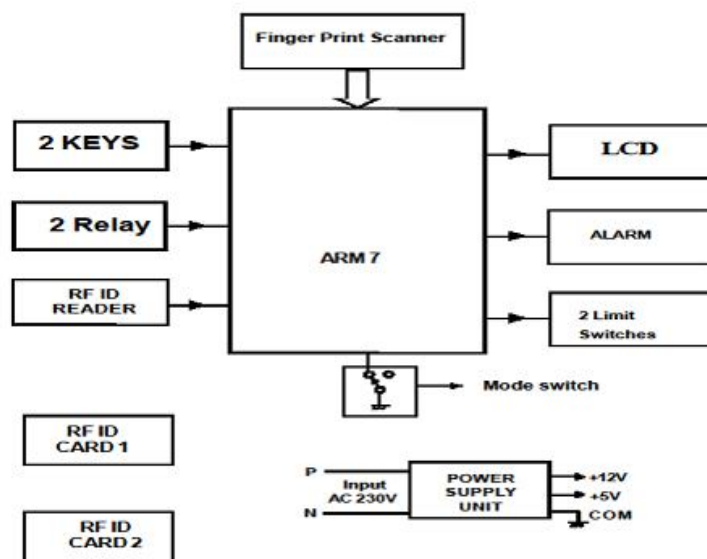 Finger Print Scanner
2 KEYS
2 Relay
RF ID
READER
ARM 7
LCD
ALARM
2 Limit
Switches
Mode switch
RF ID
CARD 1
RF ID
CARD 2
P
Input
AC 230V
N
POWER
SUPPLY
UNIT
+12V
+5V
COM